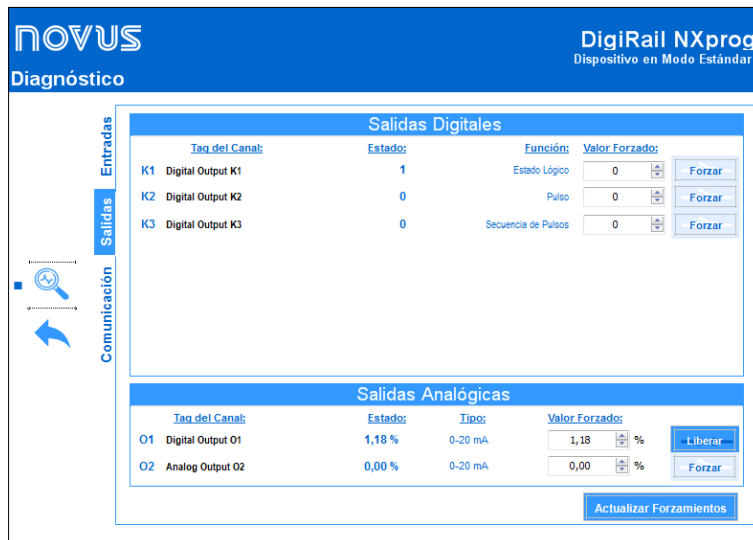 novus
DigiRail NXprog
Dispositivo en Modo Estándar
Diagnóstico
Entradas
Salidas
Comunicación
Salidas Digitales
Tag del Canal: Estado: Función: Valor Forzado:
K1 Digital Output K1 1 Estado Lógico 0 Forzar
K2 Digital Output K2 0 Pulso 0 Forzar
K3 Digital Output K3 0 Secuencia de Pulsos 0 Forzar
Salidas Analógicas
Tag del Canal: Estado: Tipo: Valor Forzado:
O1 Digital Output O1 1,18 % 0-20 mA 1,18 % Liberar
O2 Analog Output O2 0,00 % 0-20 mA 0,00 % Forzar
Actualizar Forzamientos